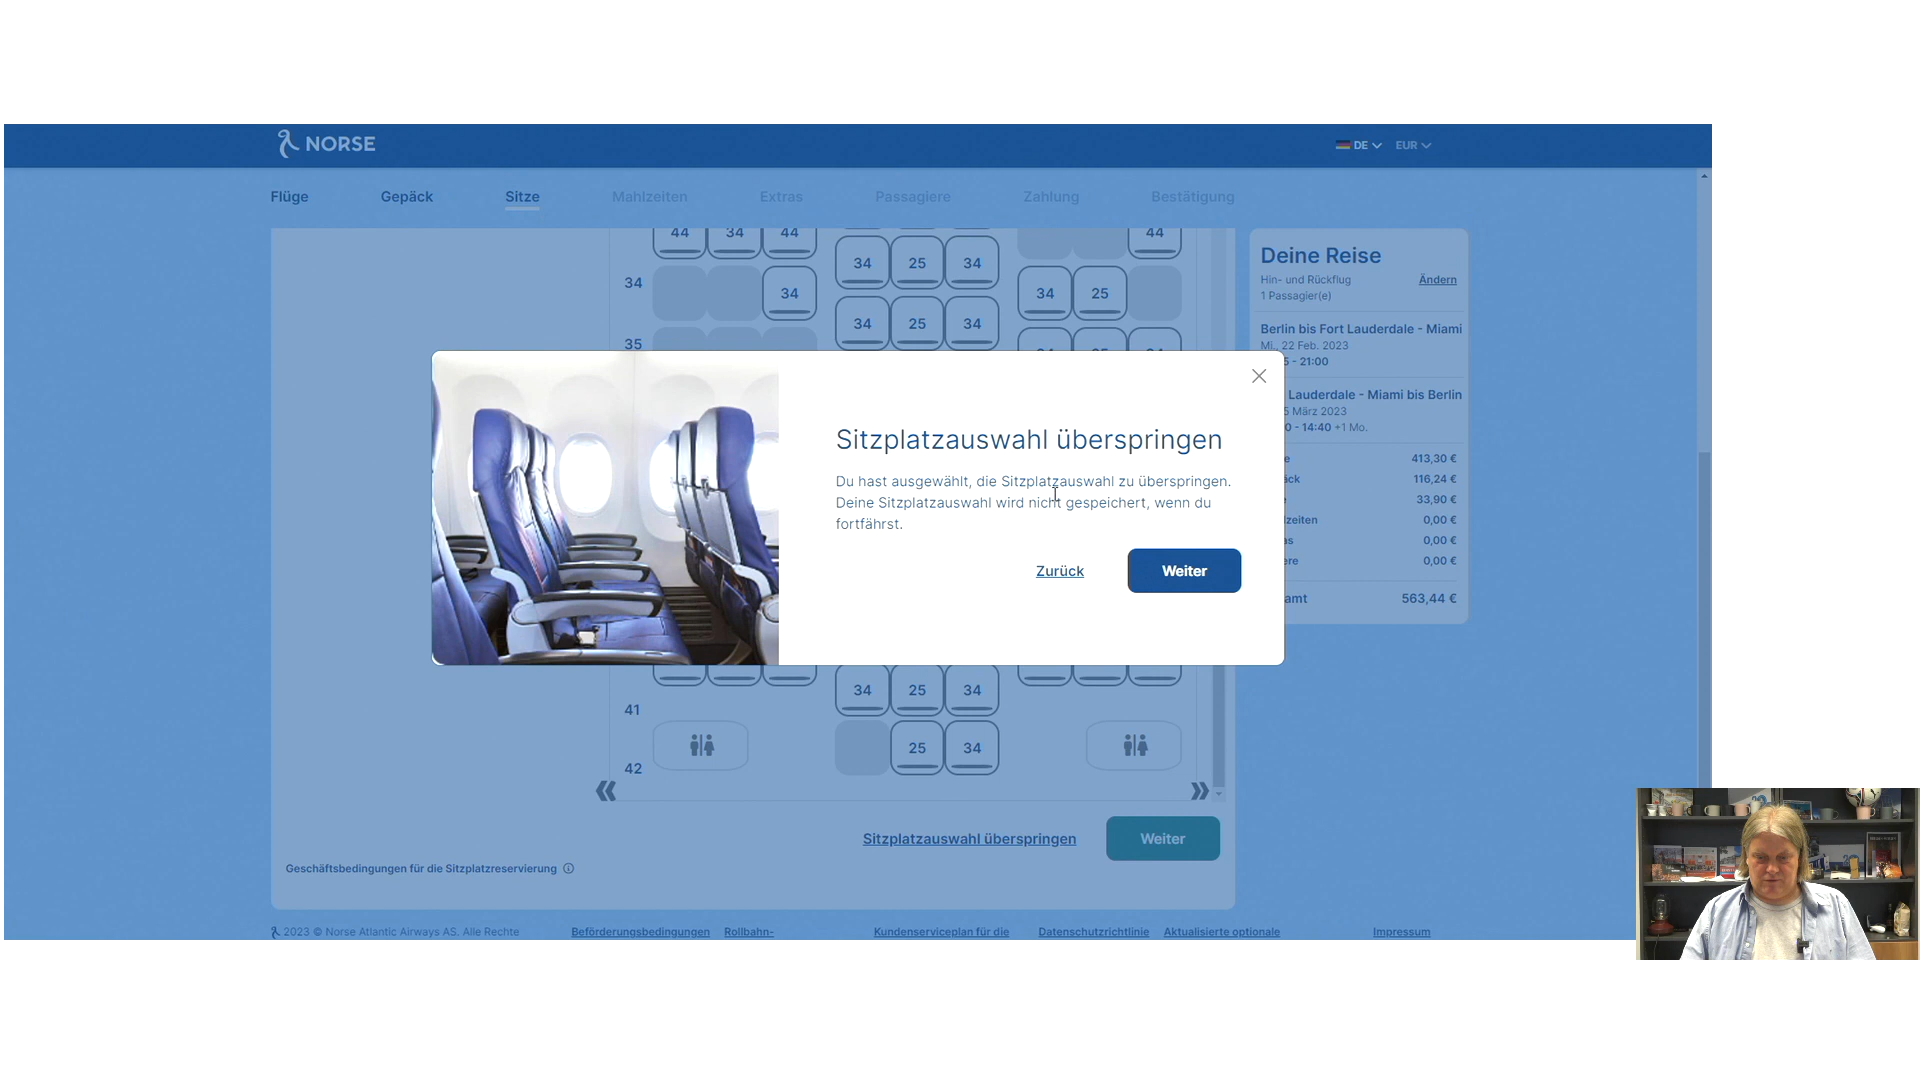 NORSE
DE
EUR
Flüge
Gepäck
Sitze
Mahlzeiten
Extras
Passagiere
Zahlung
Bestätigung
44 34 44 44
34 25 34
34 34 34 25
34 25 34
35
Deine Reise
Hin- und Rückflug
Ändern
1 Passagier(e)
Berlin bis Fort Lauderdale - Miami
Mi., 22 Feb. 2023
5 - 21:00
Lauderdale - Miami bis Berlin
5 März 2023
0 - 14:40 +1 Mo.
413,30 €
116,24 €
33,90 €
lzeiten 0,00 €
0,00 €
0,00 €
amt 563,44 €
Sitzplatzauswahl überspringen
Du hast ausgewählt, die Sitzplatzauswahl zu überspringen.
Deine Sitzplatzauswahl wird nicht gespeichert, wenn du
fortfährst.
Zurück
Weiter
34 25 34
41
25 34
42
Sitzplatzauswahl überspringen
Weiter
Geschäftsbedingungen für die Sitzplatzreservierung
2023 © Norse Atlantic Airways AS. Alle Rechte
Beförderungsbedingungen
Rollbahn-
Kundenserviceplan für die
Datenschutzrichtlinie
Aktualisierte optionale
Impressum